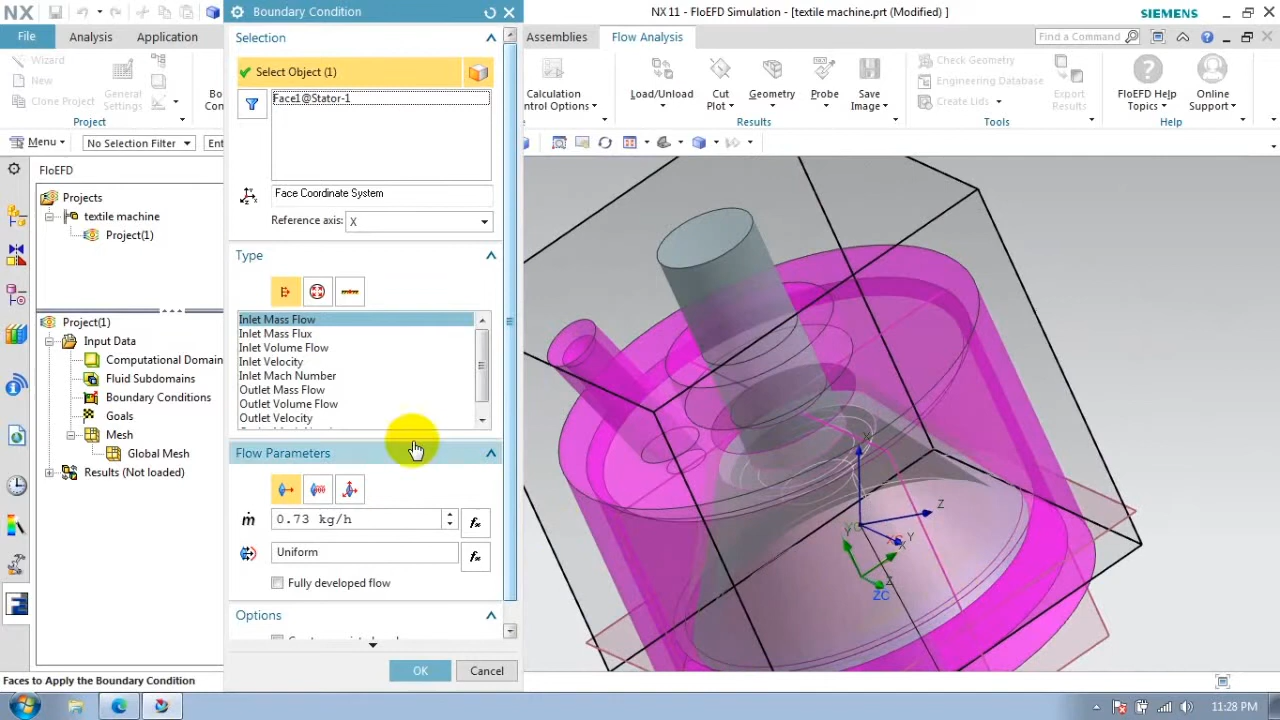 NX
Boundary Condition
NX 11 - FloEFD Simulation - [textile machine.prt (Modified) ]
SIEMENS
File
Analysis
Application
Assemblies
Flow Analysis
Find a Command
Wizard
New
Clone Project
General
Settings
Project
Calculation
Control Options
Load/Unload
Cut
Plot
Geometry
Probe
Save
Image
Results
Check Geometry
Engineering Database
Create Lids
Tools
Export
Results
FloEFD Help
Topics
Online
Support
Help
Menu
No Selection Filter
FloEFD
Projects
textile machine
Project(1)
Project(1)
Input Data
Computational Domain
Fluid Subdomains
Boundary Conditions
Goals
Mesh
Global Mesh
Results (Not loaded)
Selection
Select Object (1)
Face1@Stator-1
Face Coordinate System
Reference axis:
X
Type
Inlet Mass Flow
Inlet Mass Flux
Inlet Volume Flow
Inlet Velocity
Inlet Mach Number
Outlet Mass Flow
Outlet Volume Flow
Outlet Velocity
Flow Parameters
ṁ
0.73 kg/h
fx
Uniform
fx
Fully developed flow
Options
OK
Cancel
Z
Y
X
Y
Z
ZC
Faces to Apply the Boundary Condition
11:28 PM